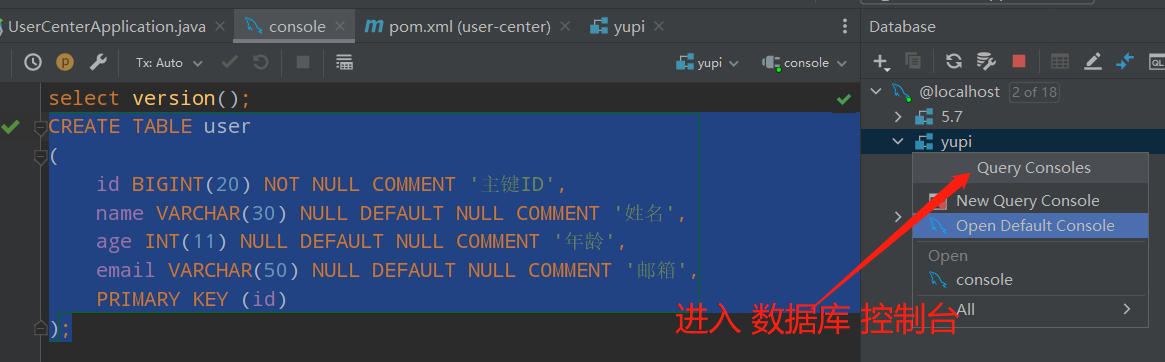 UserCenterApplication.java
console
pom.xml (user-center)
yupi
Database
Tx: Auto
yupi
console
select version();
CREATE TABLE user
(
id BIGINT(20) NOT NULL COMMENT '主键ID',
name VARCHAR(30) NULL DEFAULT NULL COMMENT '姓名',
age INT(11) NULL DEFAULT NULL COMMENT '年龄',
email VARCHAR(50) NULL DEFAULT NULL COMMENT '邮箱',
PRIMARY KEY (id)
);
@localhost 2 of 18
5.7
yupi
Query Consoles
New Query Console
Open Default Console
Open
console
All
进入 数据库 控制台